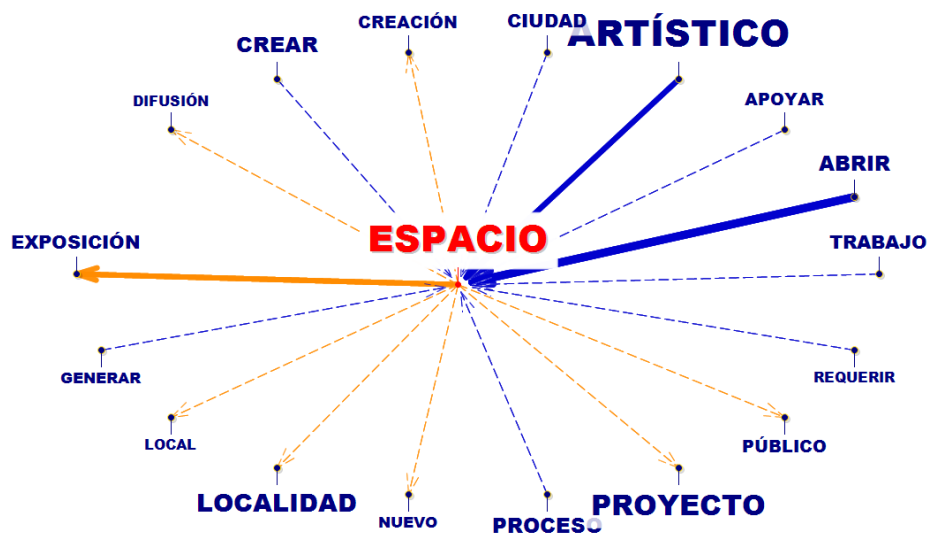 CREACIÓN
CIUDAD
ARTÍSTICO
CREAR
DIFUSIÓN
APOYAR
ABRIR
ESPACIO
EXPOSICIÓN
TRABAJO
GENERAR
REQUERIR
LOCAL
PÚBLICO
LOCALIDAD
NUEVO
PROCESO
PROYECTO